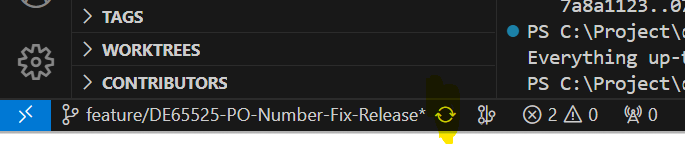 TAGS
WORKTREES
CONTRIBUTORS
7a8a1123..07
PS C:\Project\
Everything up-t
PS C:\Project\
feature/DE65525-PO-Number-Fix-Release*
2 0
0